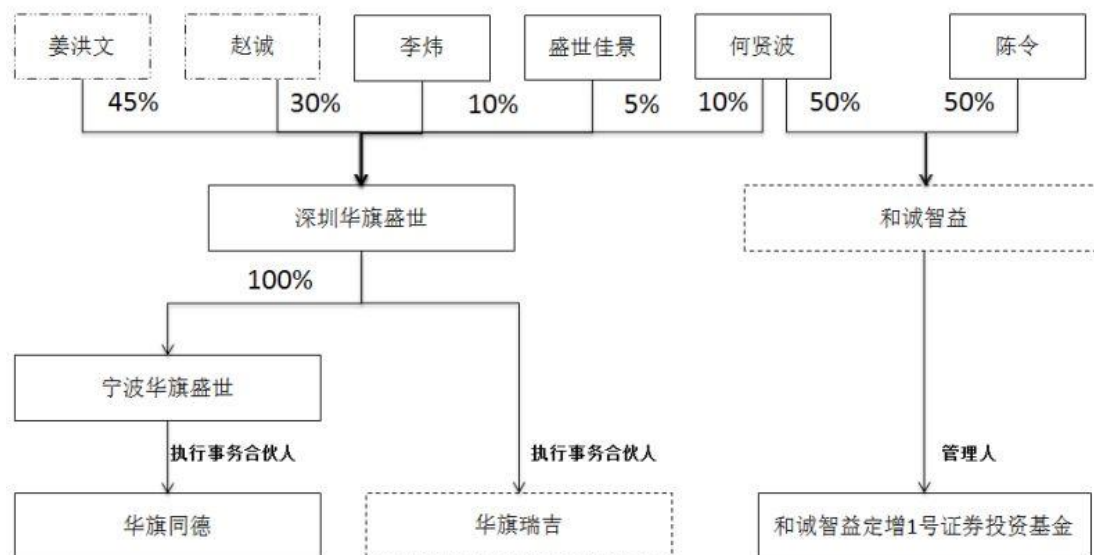 姜洪文
赵诚
李炜
盛世佳景
何贤波
陈令
45%
30%
10%
5%
10%
50%
50%
深圳华旗盛世
和诚智益
100%
宁波华旗盛世
执行事务合伙人
执行事务合伙人
管理人
华旗同德
华旗瑞吉
和诚智益定增1号证券投资基金